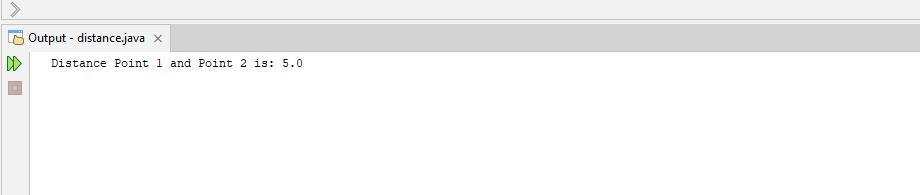 Output - distance.java
Distance Point 1 and Point 2 is: 5.0